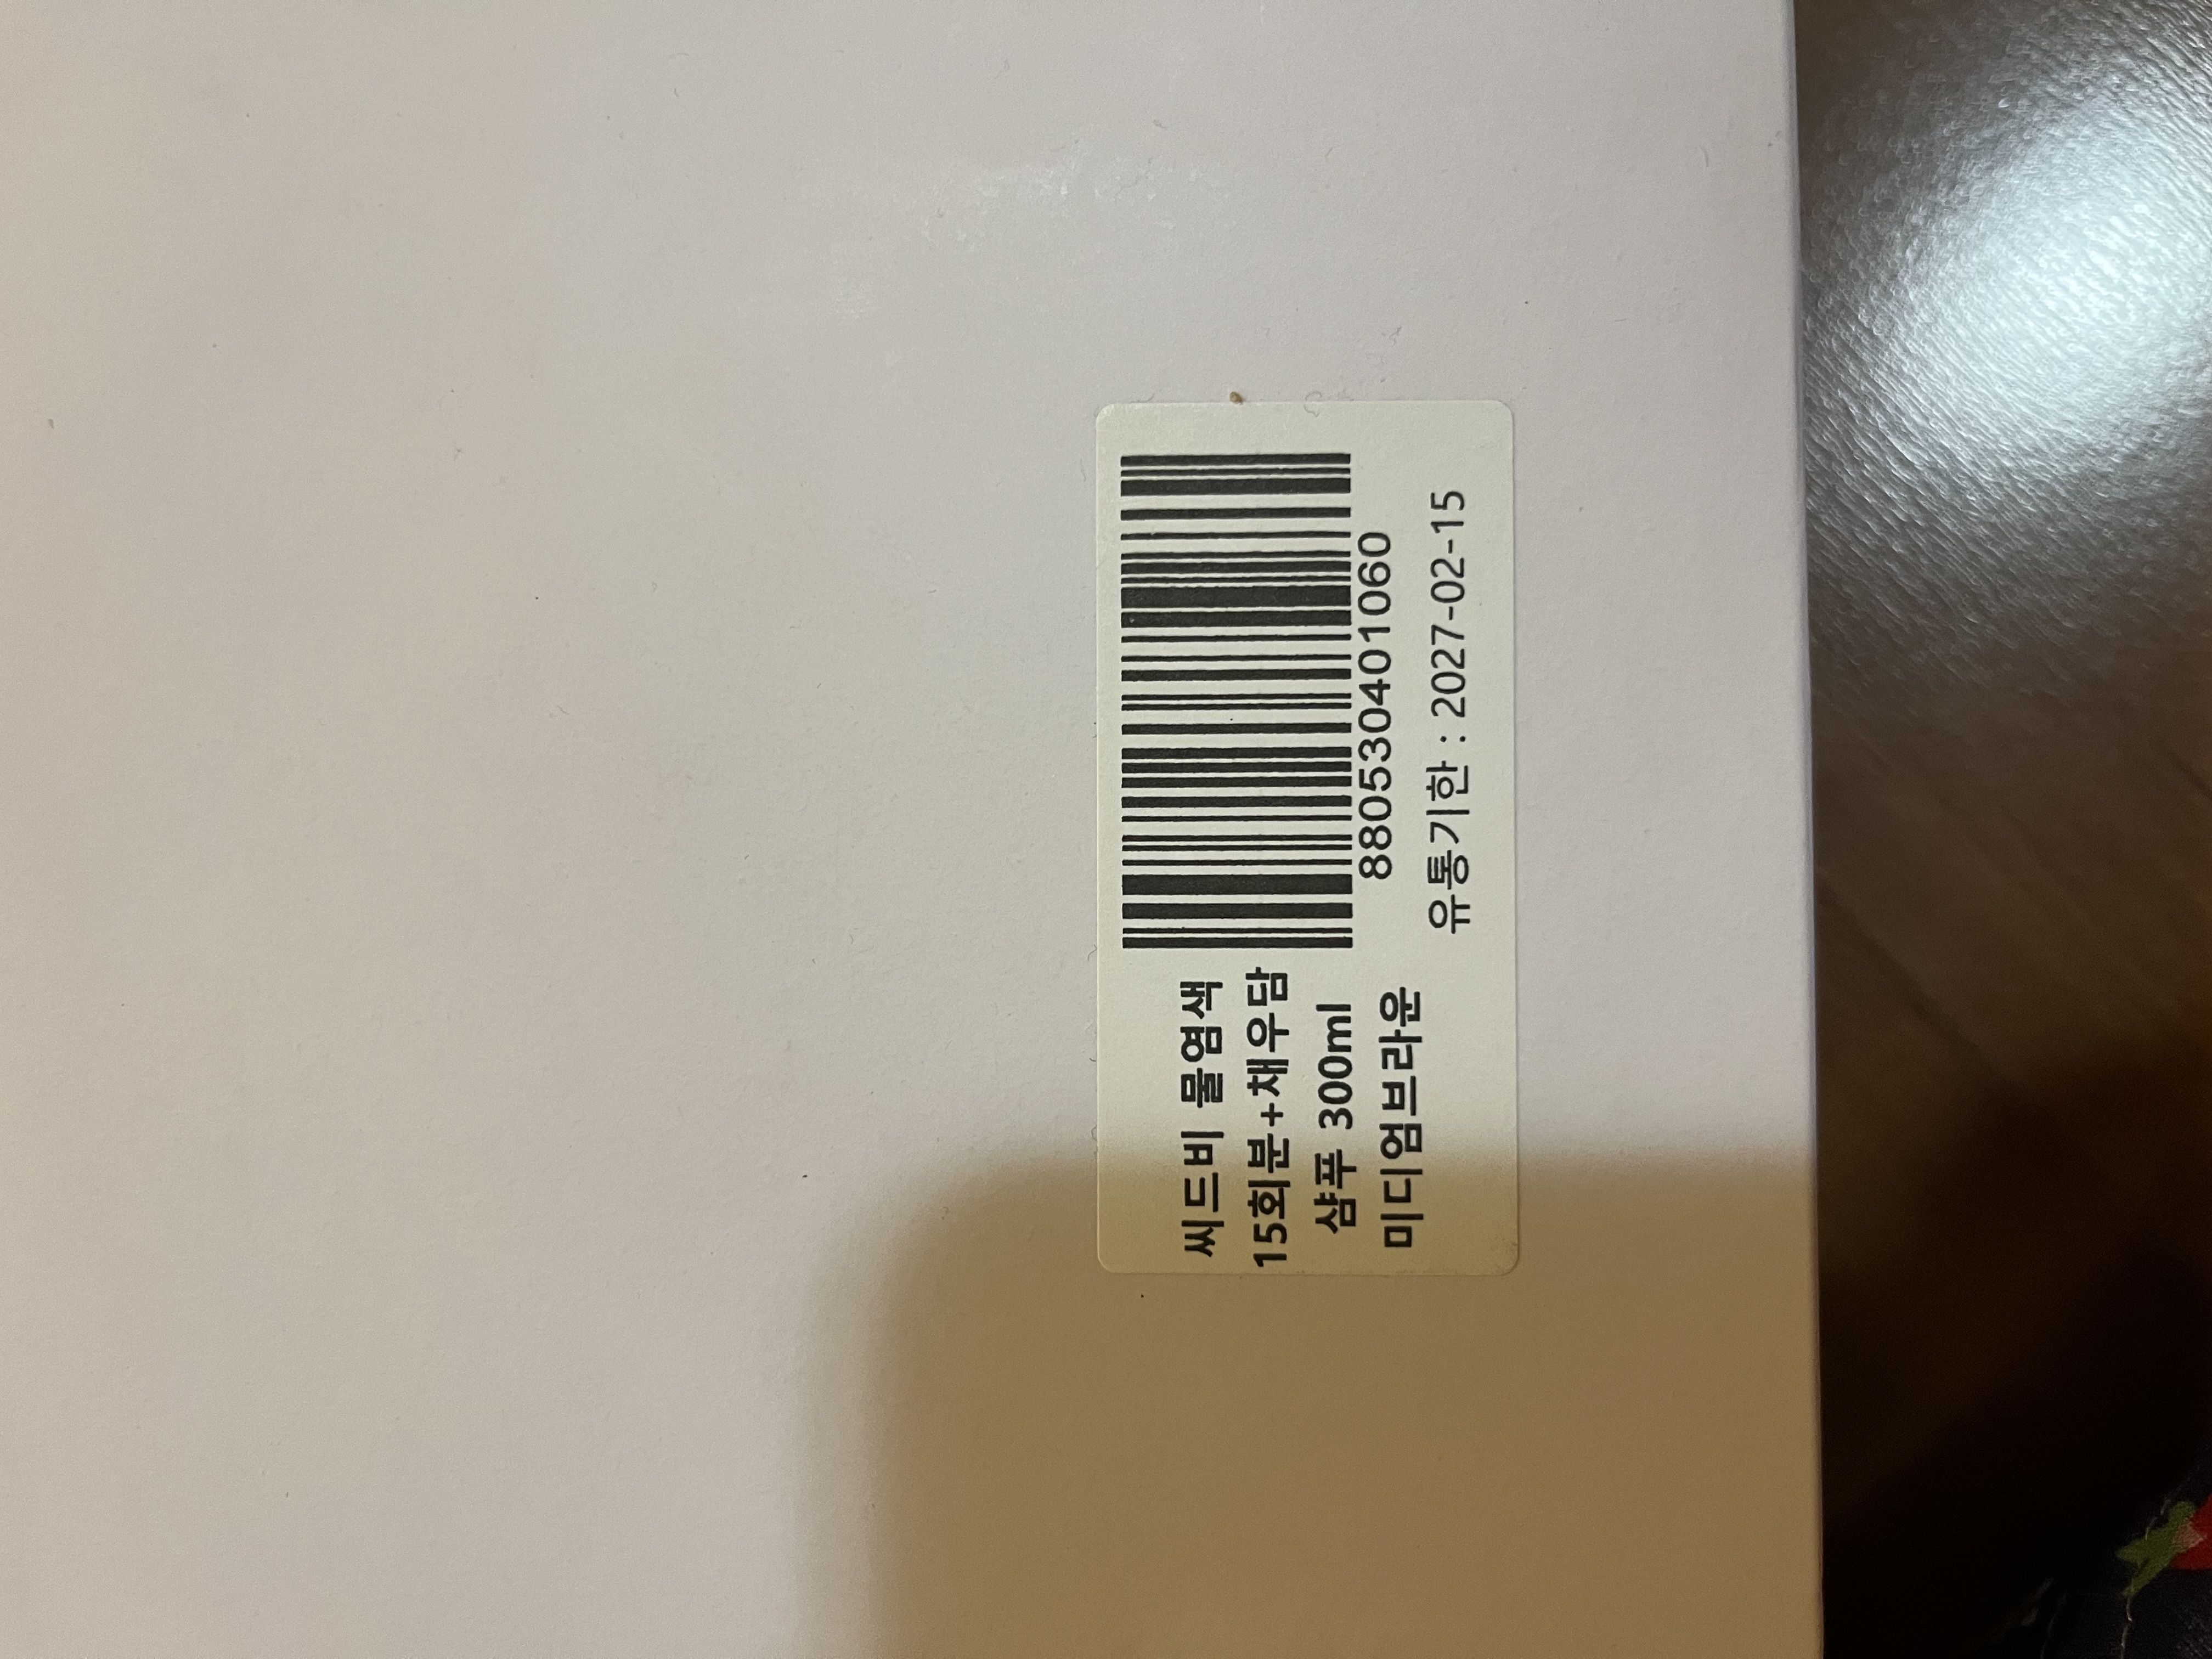 씨드비 물염색
15회분+채우담
샴푸 300ml
미디엄브라운
8805304401060
유통기한 : 2027-02-15